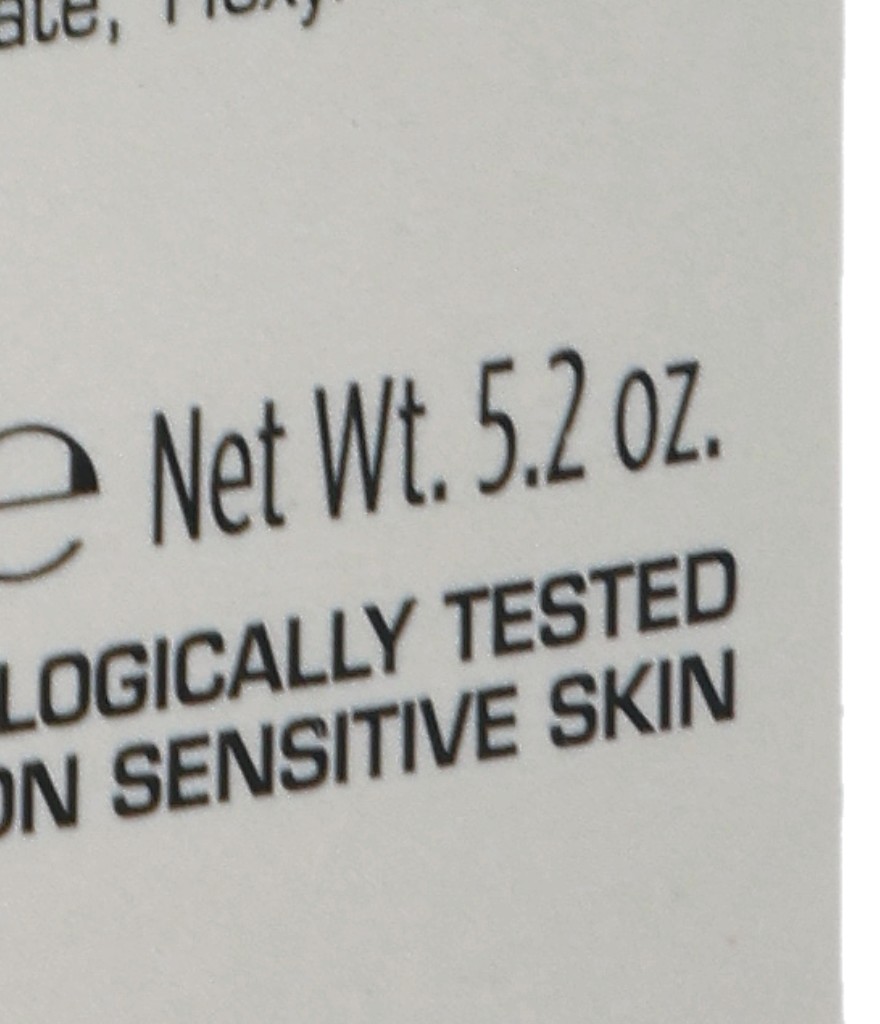 e Net Wt. 5.2 oz.
LOGICALLY TESTED
ON SENSITIVE SKIN